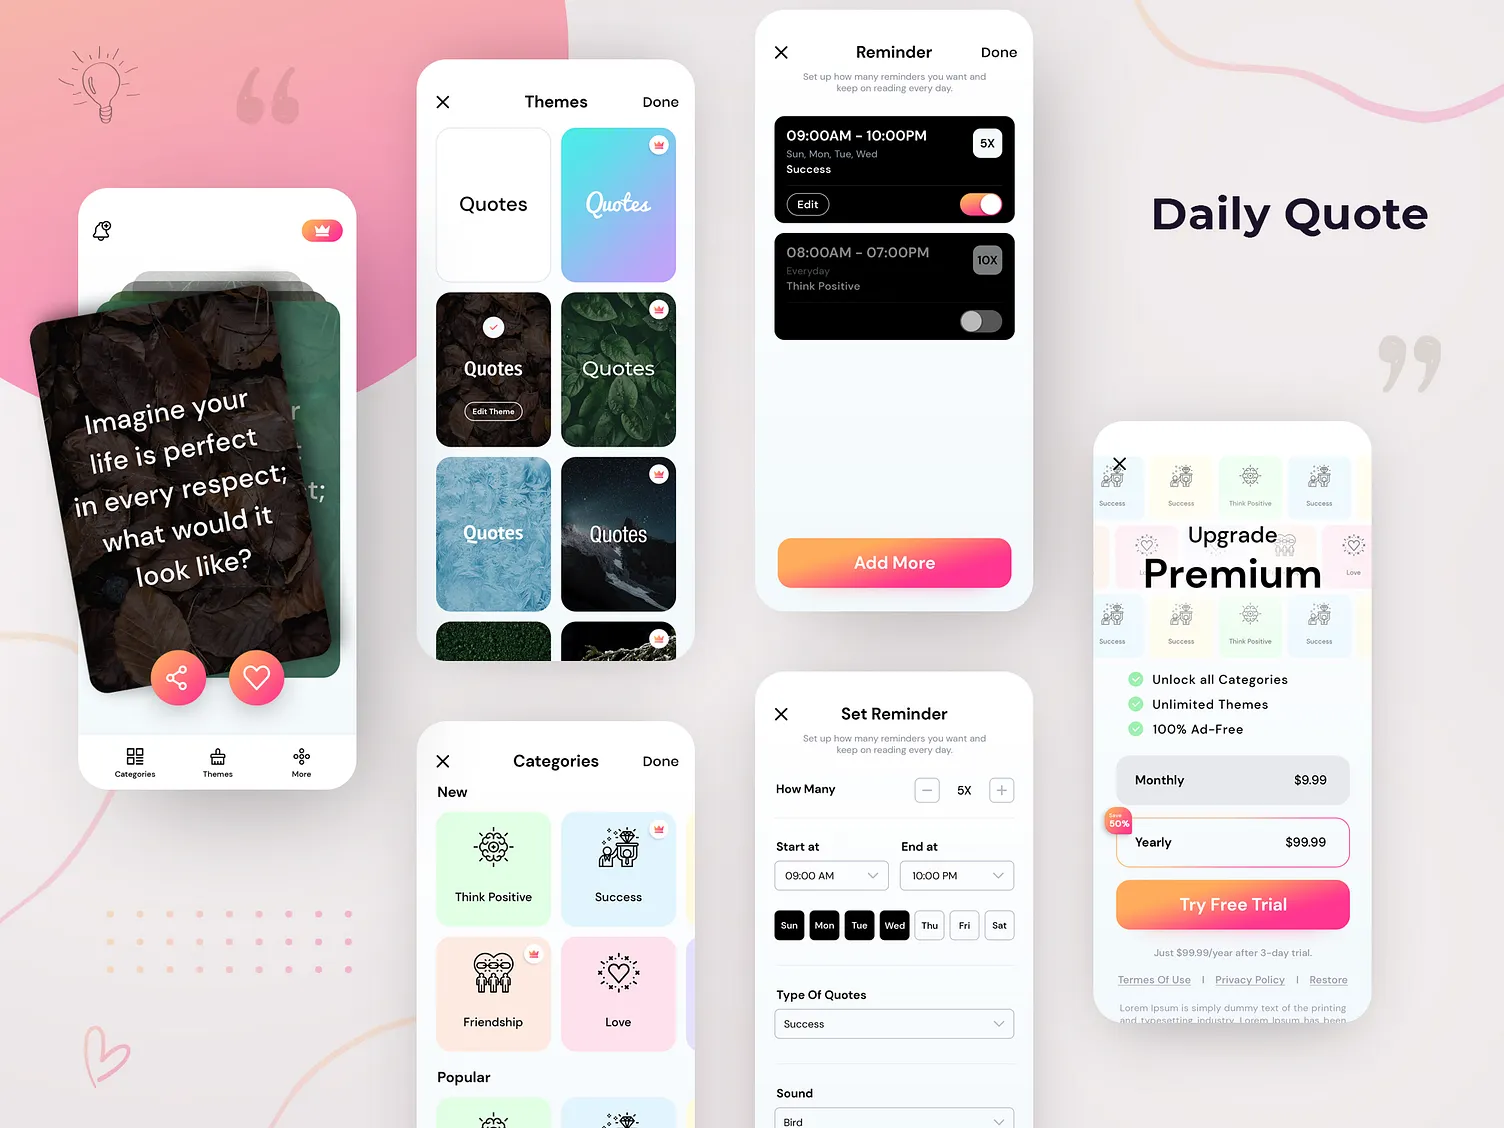 Imagine your
life is perfect
in every respect;
what would it
look like?
Categories
Themes
More
Themes
Done
Quotes
Quotes
Quotes
Edit Theme
Quotes
Quotes
Quotes
Categories
Done
New
Think Positive
Success
Friendship
Love
Popular
Reminder
Done
Set up how many reminders you want and
keep on reading every day.
09:00AM - 10:00PM
5X
Sun, Mon, Tue, Wed
Success
Edit
08:00AM - 07:00PM
10X
Everyday
Think Positive
Add More
Set Reminder
Set up how many reminders you want and
keep on reading every day.
How Many
5X
Start at
End at
09:00 AM
10:00 PM
Sun Mon Tue Wed Thu Fri Sat
Type Of Quotes
Success
Sound
Bird
Daily Quote
Success Success Think Positive Success
Upgrade
Premium
Love
Success Success Think Positive Success
Unlock all Categories
Unlimited Themes
100% Ad-Free
Monthly $9.99
Save
50%
Yearly $99.99
Try Free Trial
Just $99.99/year after 3-day trial.
Termes Of Use | Privacy Policy | Restore
Lorem Ipsum is simply dummy text of the printing
and typesetting industry. Lorem Ipsum has been